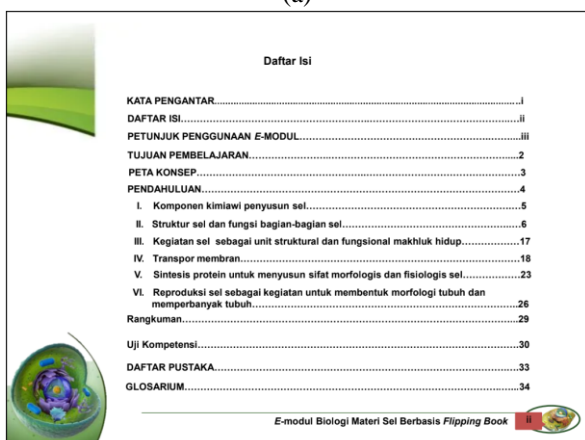 (a)
Daftar Isi
KATA PENGANTAR.....................................................................................i
DAFTAR ISI...............................................................................................ii
PETUNJUK PENGGUNAAN E-MODUL.............................................................iii
TUJUAN PEMBELAJARAN..........................................................................2
PETA KONSEP..........................................................................................3
PENDAHULUAN........................................................................................4
I. Komponen kimiawi penyusun sel...........................................................5
II. Struktur sel dan fungsi bagian-bagian sel..................................................6
III. Kegiatan sel sebagai unit struktural dan fungsional makhluk hidup.................17
IV. Transpor membran.............................................................................18
V. Sintesis protein untuk menyusun sifat morfologis dan fisiologis sel.................23
VI. Reproduksi sel sebagai kegiatan untuk membentuk morfologi tubuh dan
memperbanyak tubuh..........................................................................26
Rangkuman..............................................................................................29
Uji Kompetensi.........................................................................................30
DAFTAR PUSTAKA...................................................................................33
GLOSARIUM............................................................................................34
E-modul Biologi Materi Sel Berbasis Flipping Book ii